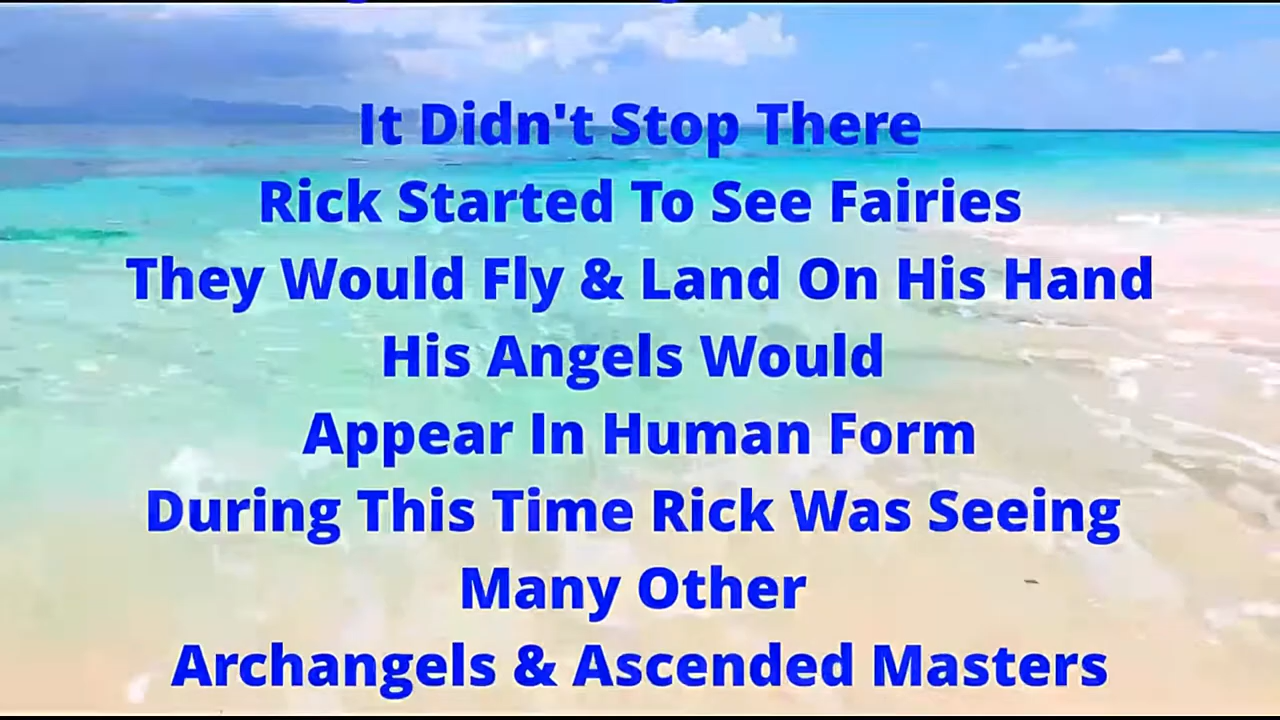 It Didn't Stop There
Rick Started To See Fairies
They Would Fly & Land On His Hand
His Angels Would
Appear In Human Form
During This Time Rick Was Seeing
Many Other
Archangels & Ascended Masters